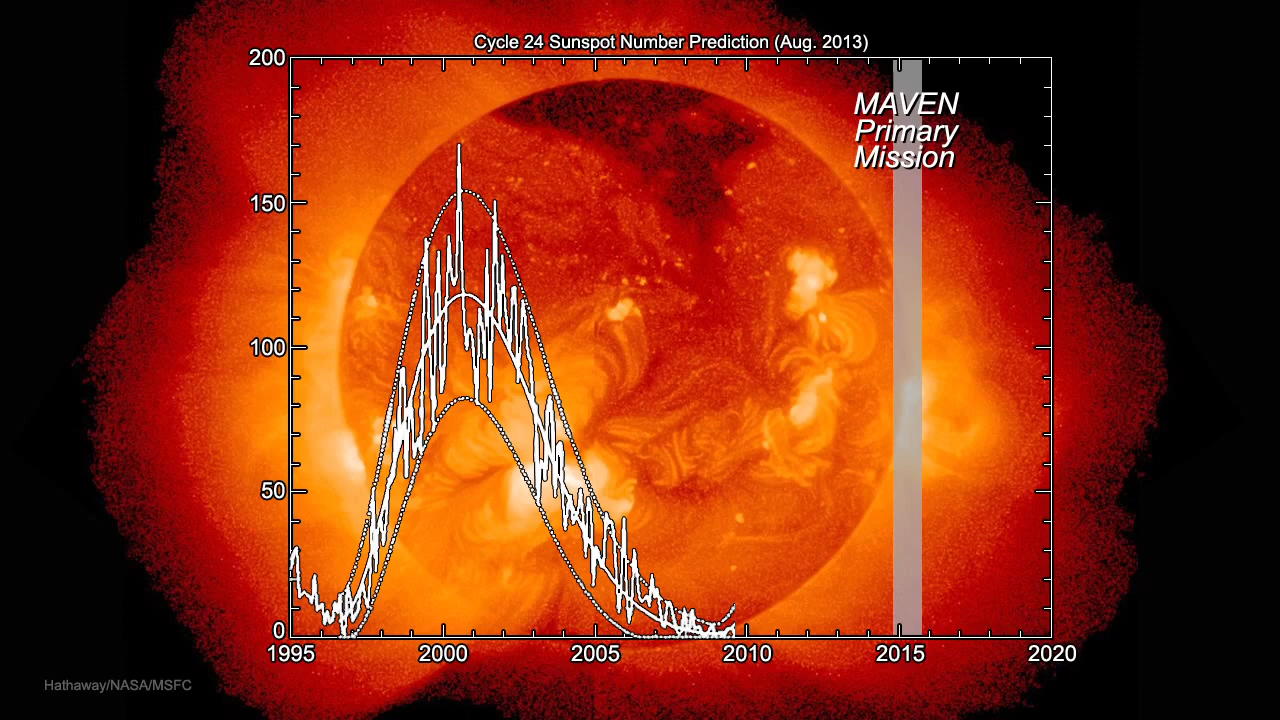 Cycle 24 Sunspot Number Prediction (Aug. 2013)
200
MAVEN
Primary
Mission
150
100
50
0
1995 2000 2005 2010 2015 2020
Hathaway/NASA/MSFC